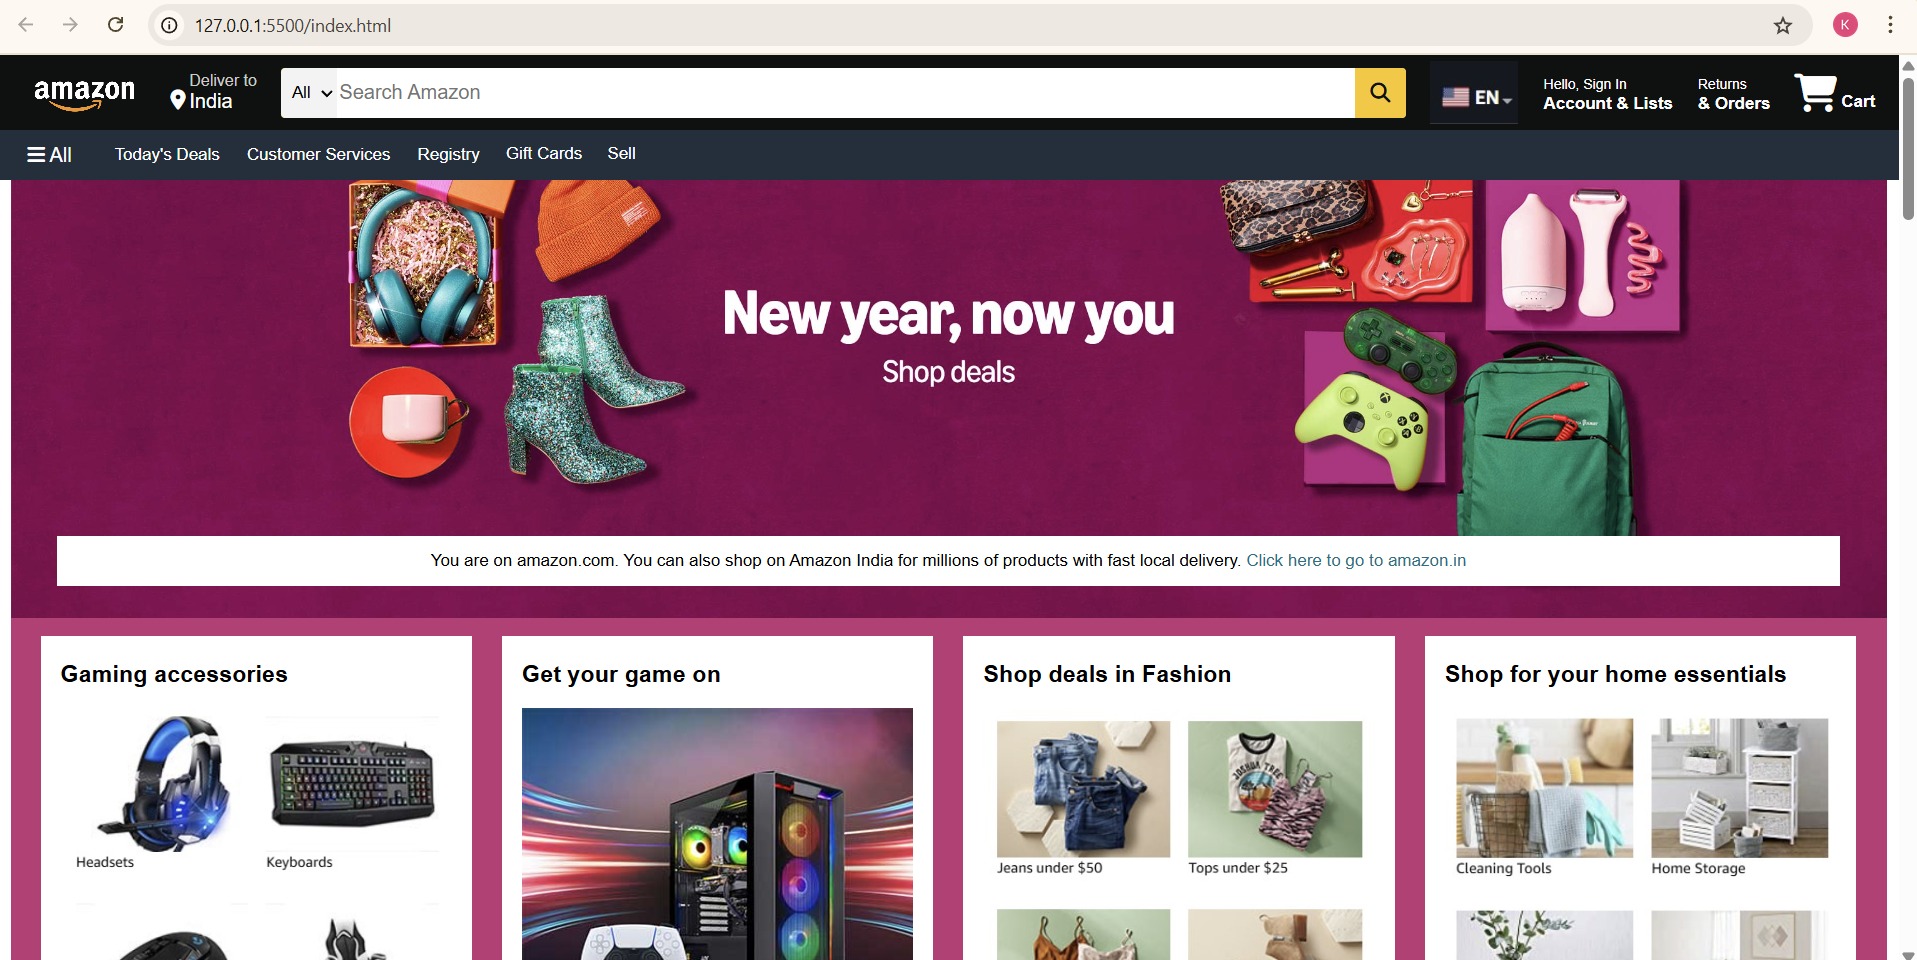 127.0.0.1:5500/index.html
K
amazon
Deliver to
India
All
Search Amazon
EN
Hello, Sign In
Account & Lists
Returns
& Orders
Cart
All
Today's Deals
Customer Services
Registry
Gift Cards
Sell
New year, now you
Shop deals
You are on amazon.com. You can also shop on Amazon India for millions of products with fast local delivery. Click here to go to amazon.in
Gaming accessories
Get your game on
Shop deals in Fashion
Shop for your home essentials
JOSHUA TREE
Headsets
Keyboards
Jeans under $50
Tops under $25
Cleaning Tools
Home Storage